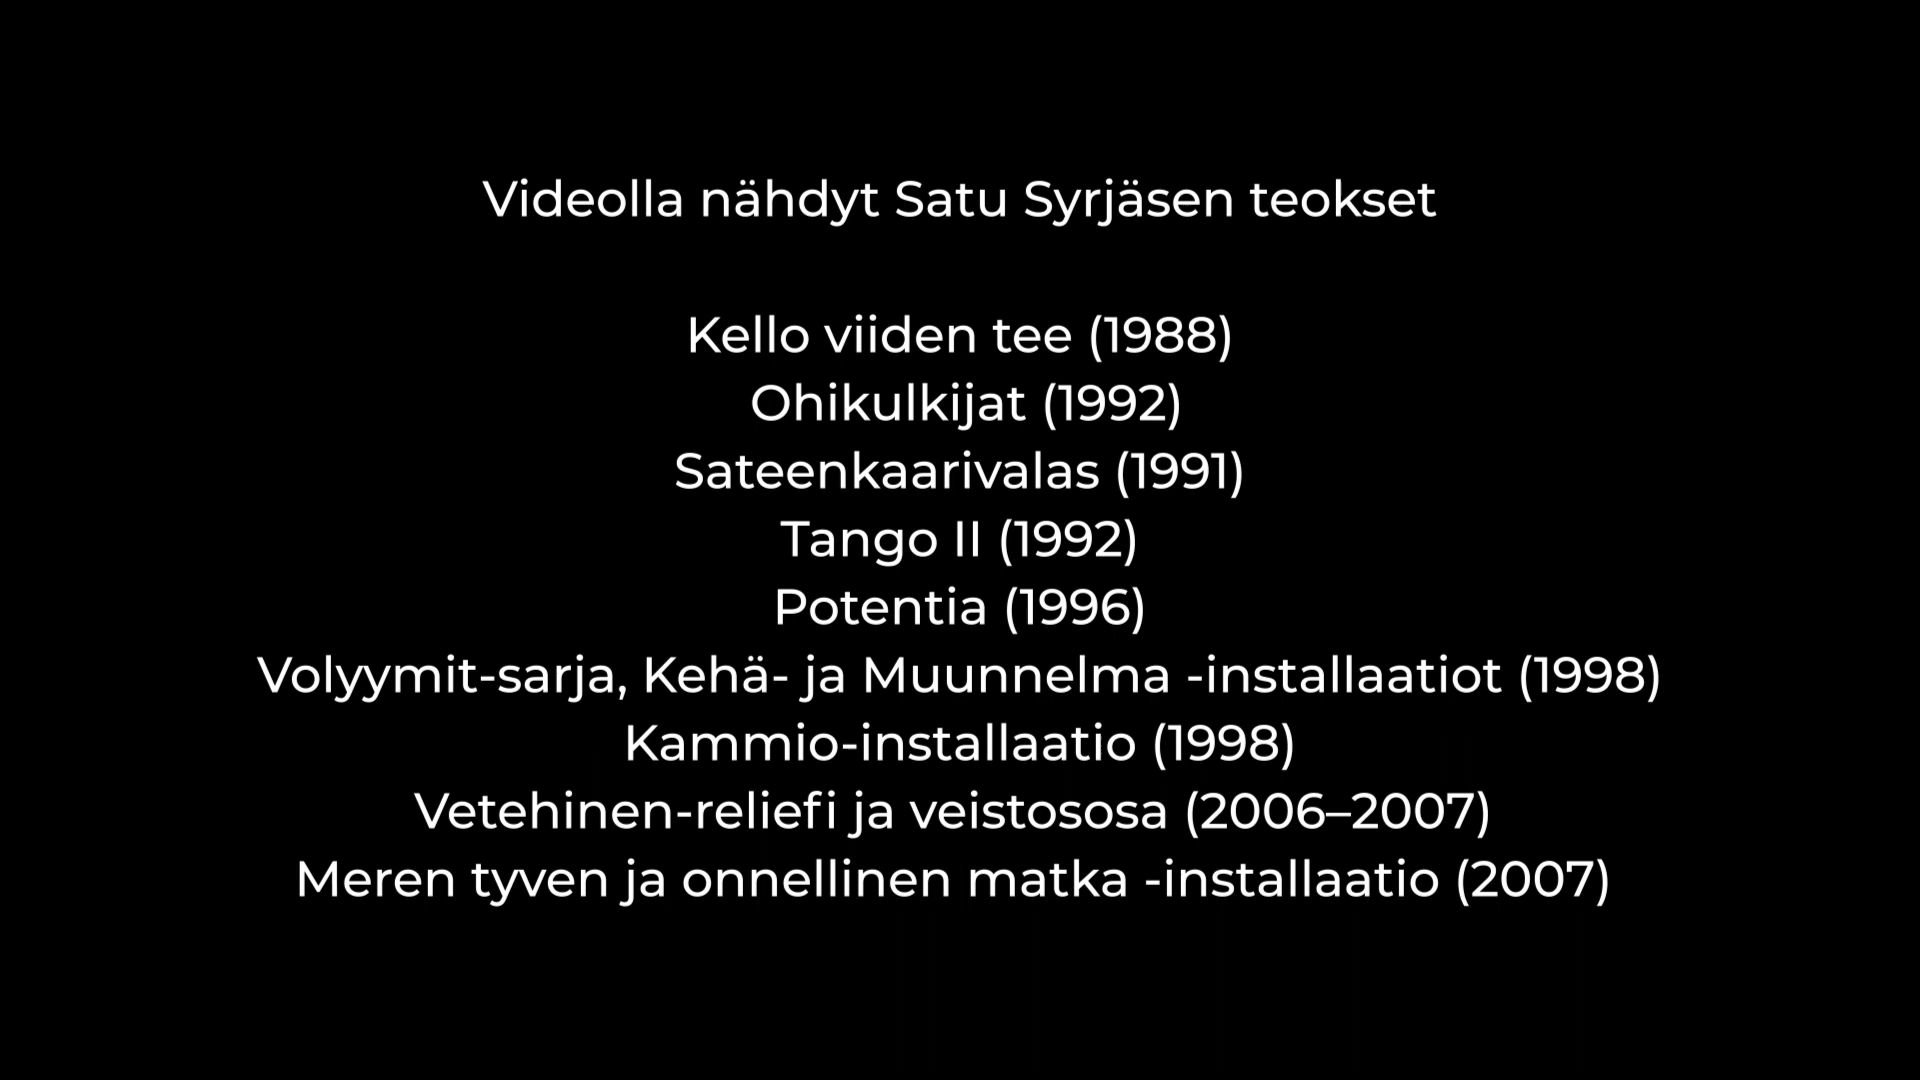 Videolla nähdyt Satu Syrjäsen teokset
Kello viiden tee (1988)
Ohikulkijat (1992)
Sateenkaarivalas (1991)
Tango II (1992)
Potentia (1996)
Volyymit-sarja, Kehä- ja Muunnelma -installaatiot (1998)
Kammio-installaatio (1998)
Vetehinen-reliefi ja veistososa (2006–2007)
Meren tyven ja onnellinen matka -installaatio (2007)